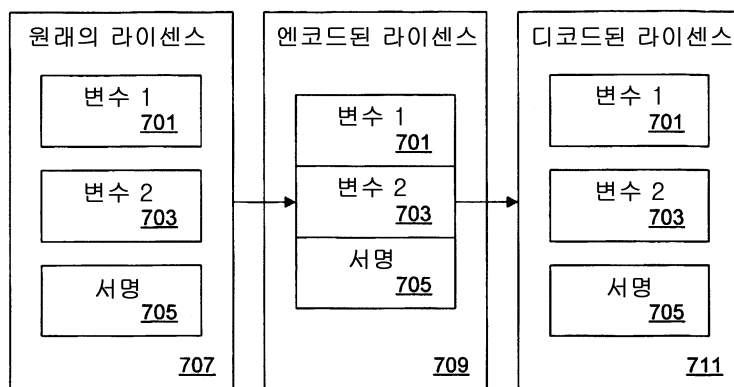 원래의 라이센스
변수 1
701
변수 2
703
서명
705
707
엔코드된 라이센스
변수 1
701
변수 2
703
서명
705
709
디코드된 라이센스
변수 1
701
변수 2
703
서명
705
711